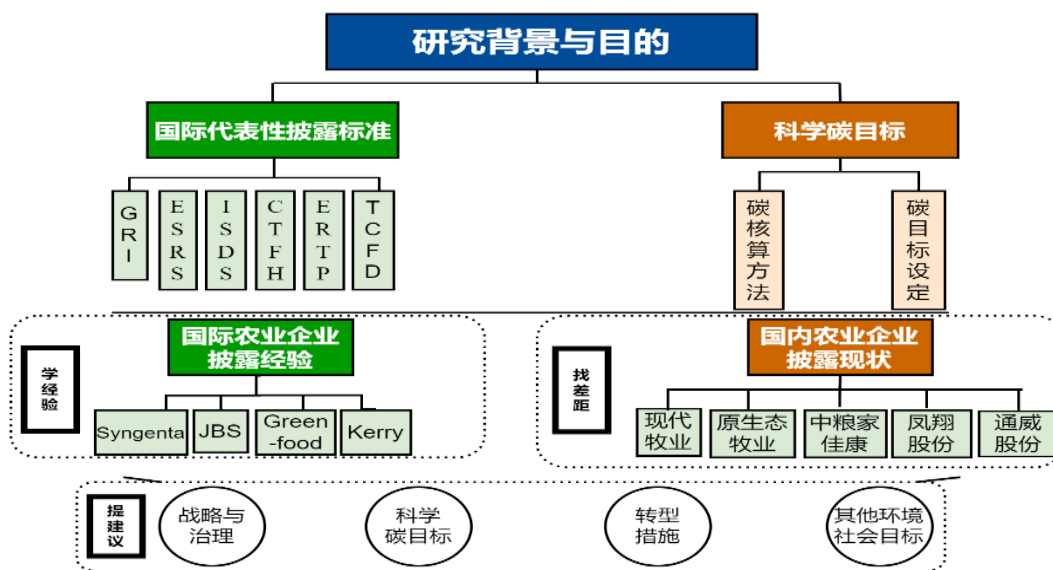 研究背景与目的
国际代表性披露标准
科学碳目标
GRI
ESRS
ISDS
CTFH
ERTP
TCFD
碳核算方法
碳目标设定
学经验
国际农业企业
披露经验
Syngenta
JBS
Green
-food
Kerry
找差距
国内农业企业
披露现状
现代
牧业
原生态
牧业
中粮家
佳康
凤翔
股份
通威
股份
提建议
战略与
治理
科学
碳目标
转型
措施
其他环境
社会目标